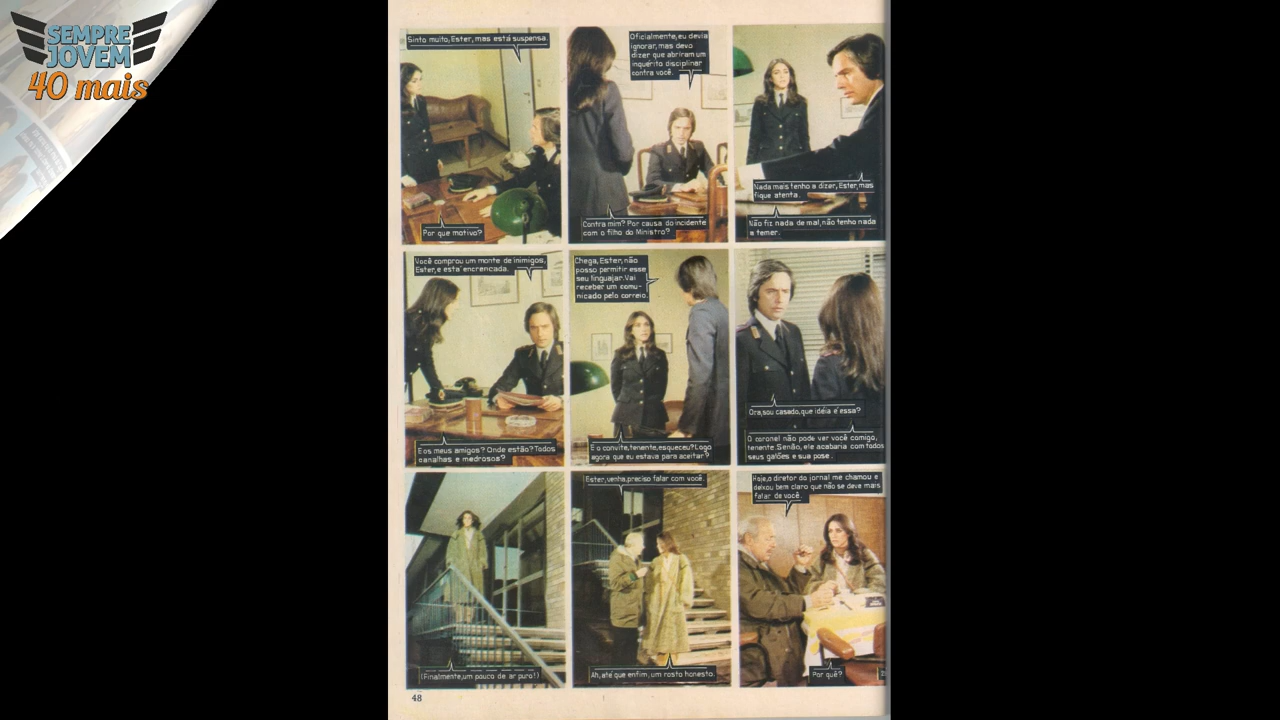 SEMPRE
JOVEM
40 mais
Sinto muito, Ester, mas está suspensa.
Por que motivo?
Oficialmente, eu devia
ignorar, mas devo
dizer que abriram um
inquérito disciplinar
contra você.
Contra mim? Por causa do incidente
com o filho do Ministro?
Nada mais tenho a dizer, Ester, mas
fique atenta.
Não fiz nada de mal, não tenho nada
a temer.
Você comprou um monte de inimigos,
Ester, e está encrencada.
E os meus amigos? Onde estão? Todos
canalhas e medrosos?
Chega, Ester, não
posso permitir esse
seu linguajar. Vai
receber um comu-
nicado pelo correio.
E o convite, tenente, esqueceu? Logo
agora que eu estava para aceitar?
Ora, sou casado, que idéia é essa?
O coronel não pode ver você comigo,
tenente. Senão, ele acabaria com todos
seus galões e sua pose.
(Finalmente, um pouco de ar puro!)
Ester, venha, preciso falar com você.
Ah, até que enfim, um rosto honesto.
Hoje, o diretor do jornal me chamou e
deixou bem claro que não se deve mais
falar de você.
Por quê?
48